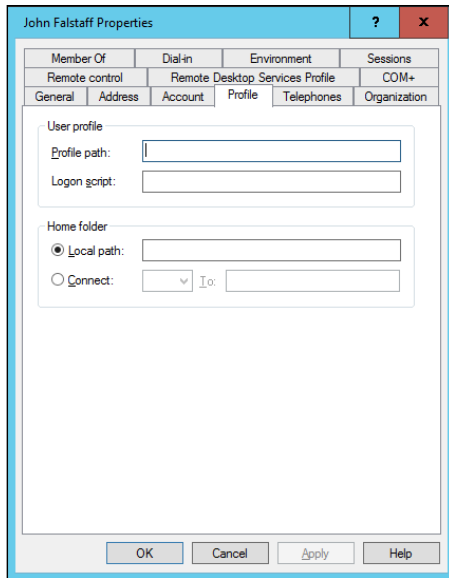 John Falstaff Properties ? x
Member Of Dial-in Environment Sessions
Remote control Remote Desktop Services Profile COM+
General Address Account Profile Telephones Organization
User profile
Profile path:
Logon script:
Home folder
Local path:
Connect: To:
OK Cancel Apply Help